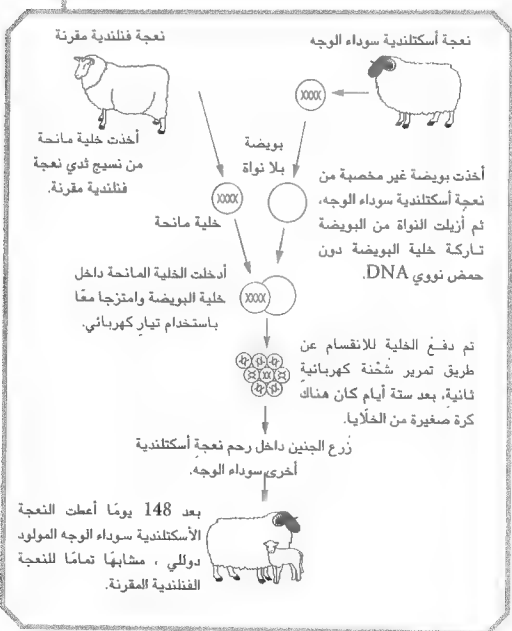 نعجة أسكتلندية سوداء الوجه
نعجة فنلندية مقرنة
أخذت خلية مانحة
من نسيج ثدي نعجة
فنلندية مقرنة.
بويضة
بلا نواة
أخذت بويضة غير مخصبة من
نعجة أسكتلندية سوداء الوجه،
ثم أزيلت النواة من البويضة
تاركة خلية البويضة دون
حمض نووي DNA.
خلية مانحة
أدخلت الخلية المانحة داخل
خلية البويضة وامتزجا معًا
باستخدام تيارٍ كهربائي.
تم دفعُ الخلية للانقسام عن
طريق تمرير شُحْنة كهربائية
ثانية، بعد ستة أيام كان هناك
كرة صغيرة من الخلايا.
زُرع الجنين داخل رحم نعجةٍ أسكتلندية
أخرى سوداء الوجه.
بعد 148 يومًا أعطت النعجة
الأسكتلندية سوداء الوجه المولود
دوللي ، مشابهًا تمامًا للنعجة
الفنلندية المقرنة.